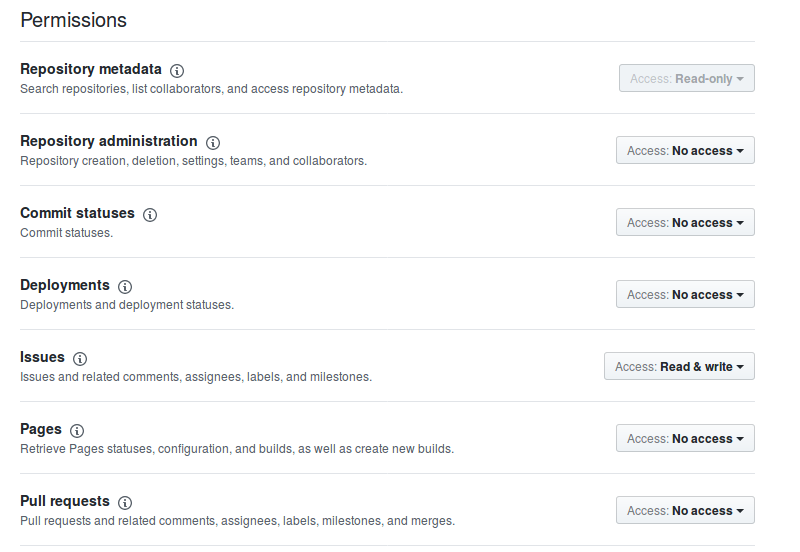 Permissions
Repository metadata
Access: Read-only
Search repositories, list collaborators, and access repository metadata.
Repository administration
Access: No access
Repository creation, deletion, settings, teams, and collaborators.
Commit statuses
Access: No access
Commit statuses.
Deployments
Access: No access
Deployments and deployment statuses.
Issues
Access: Read & write
Issues and related comments, assignees, labels, and milestones.
Pages
Access: No access
Retrieve Pages statuses, configuration, and builds, as well as create new builds.
Pull requests
Access: No access
Pull requests and related comments, assignees, labels, milestones, and merges.